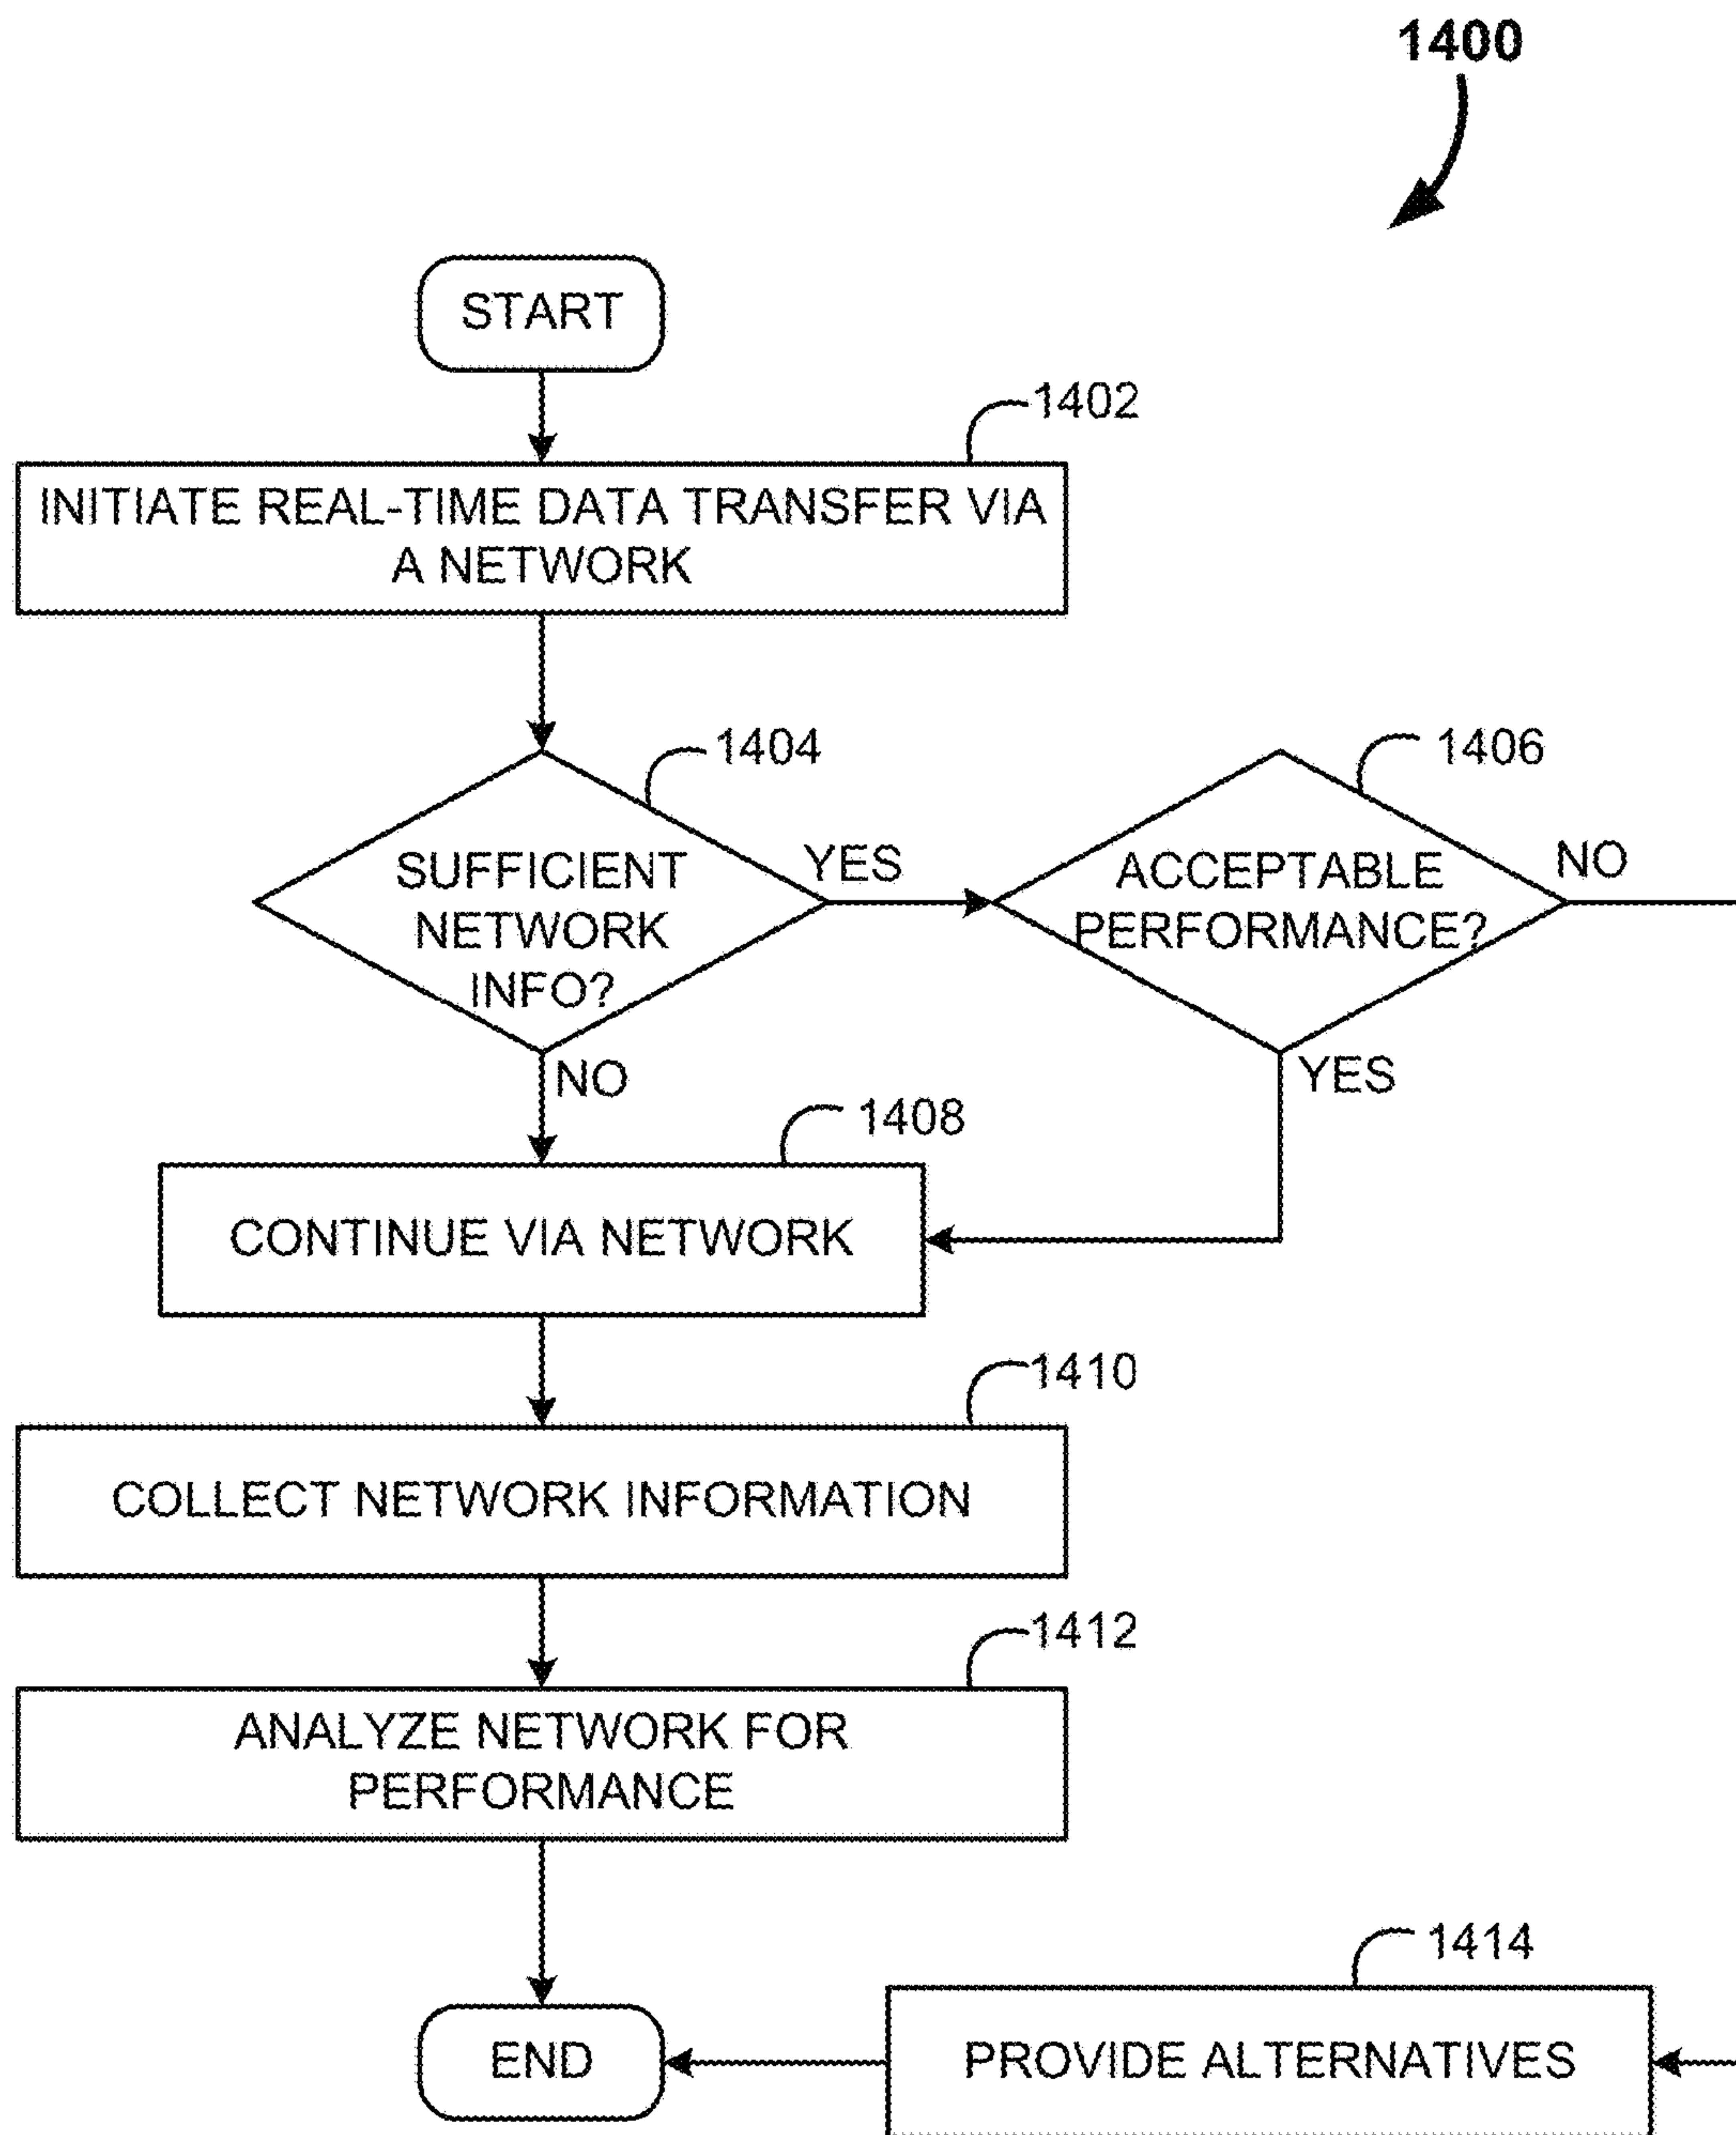 1400
START
1402
INITIATE REAL-TIME DATA TRANSFER VIA
A NETWORK
1404
1406
SUFFICIENT
NETWORK
INFO?
YES
ACCEPTABLE
PERFORMANCE?
NO
NO
YES
1408
CONTINUE VIA NETWORK
1410
COLLECT NETWORK INFORMATION
1412
ANALYZE NETWORK FOR
PERFORMANCE
1414
END
PROVIDE ALTERNATIVES